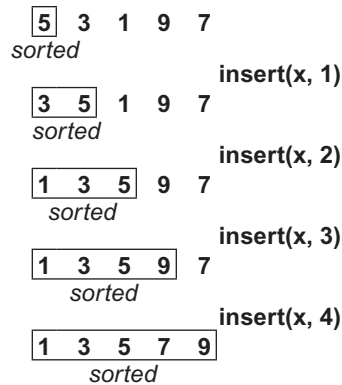 5 3 1 9 7
sorted
insert(x, 1)
3 5 1 9 7
sorted
insert(x, 2)
1 3 5 9 7
sorted
insert(x, 3)
1 3 5 9 7
sorted
insert(x, 4)
1 3 5 7 9
sorted